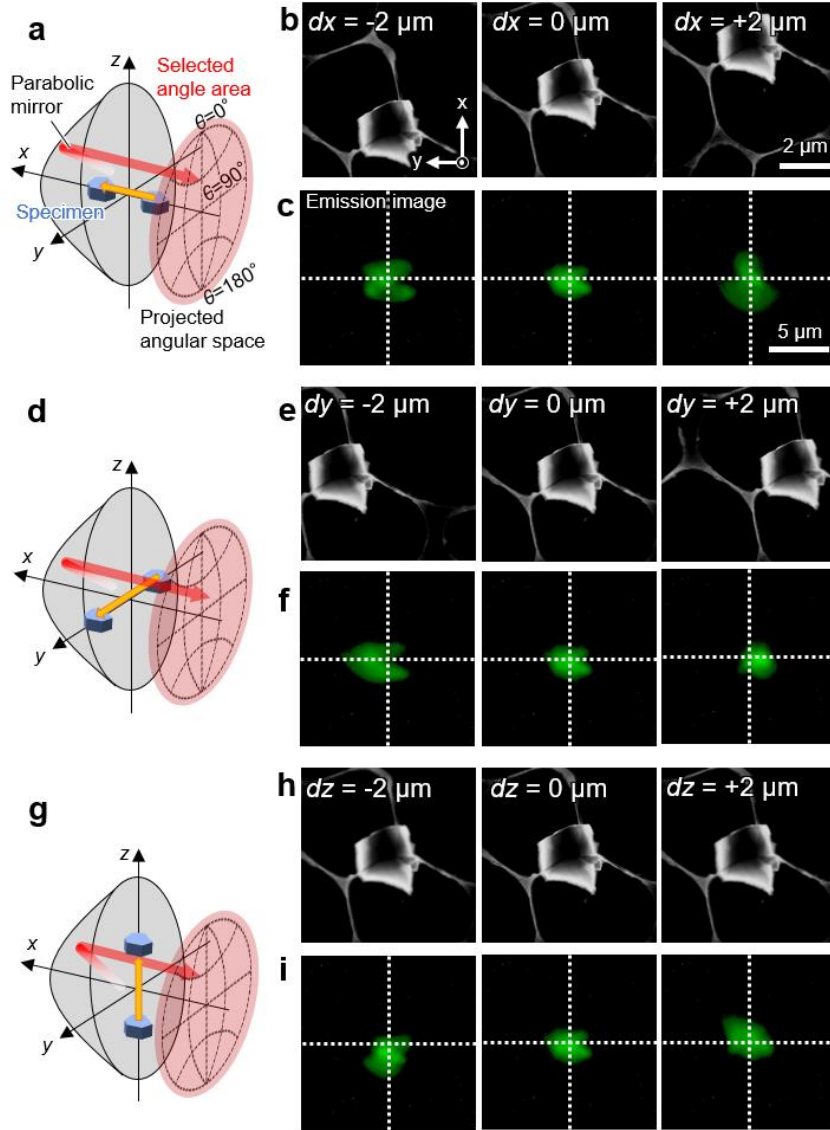 a
z
Selected
angle area
Parabolic
mirror
θ=0°
x
θ=90°
Specimen
y
θ=180°
Projected
angular space
b
dx = -2 µm
dx = 0 µm
dx = +2 µm
x
y
2 µm
c
Emission image
5 µm
d
z
x
y
e
dy = -2 µm
dy = 0 µm
dy = +2 µm
f
g
z
x
y
h
dz = -2 µm
dz = 0 µm
dz = +2 µm
i